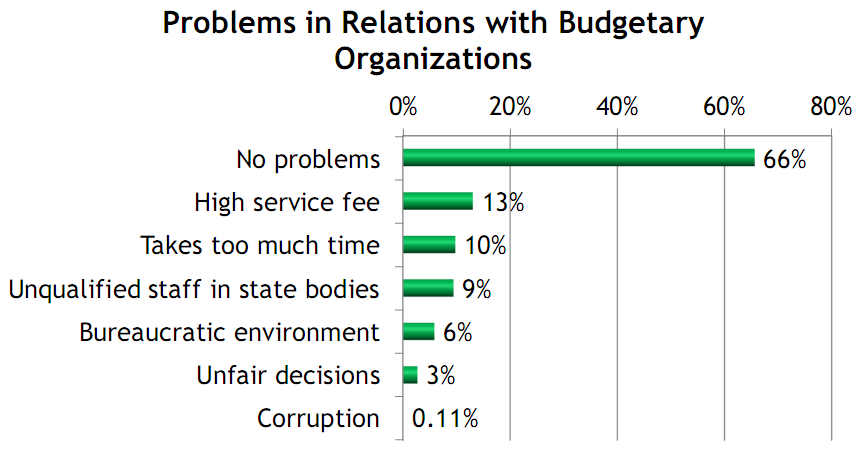 Problems in Relations with Budgetary
Organizations
0% 20% 40% 60% 80%
No problems 66%
High service fee 13%
Takes too much time 10%
Unqualified staff in state bodies 9%
Bureaucratic environment 6%
Unfair decisions 3%
Corruption 0.11%